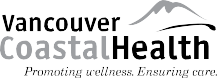 Vancouver
CoastalHealth
Promoting wellness. Ensuring care.